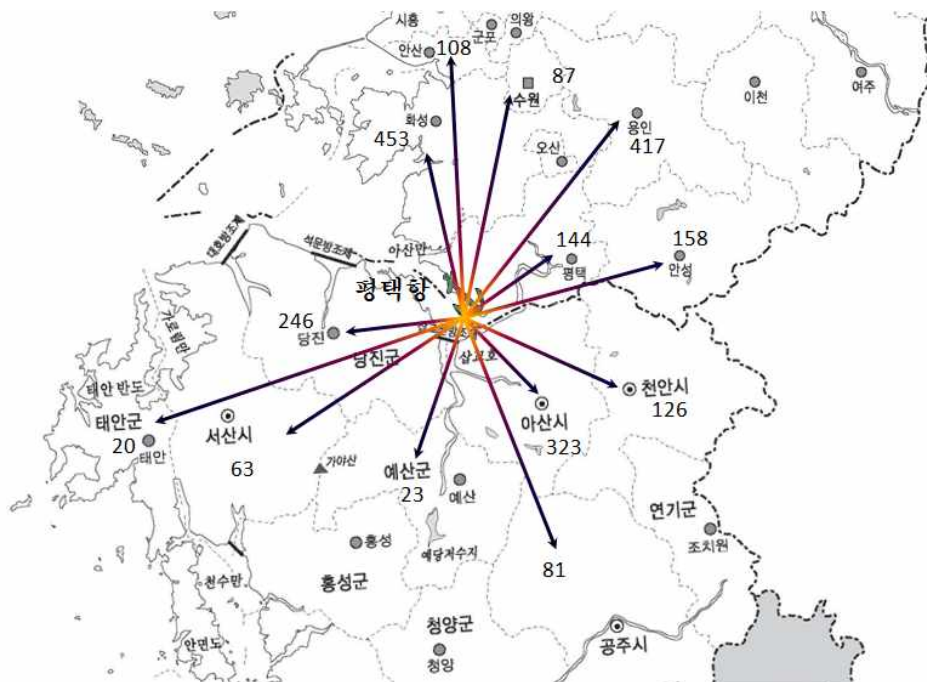 시흥
군포
의왕
안산
108
수원
87
이천
여주
화성
453
용인
417
오산
대호방조제
석문방조제
아산만
144
평택
158
안성
평택항
246
당진
당진군
방조제
삽교호
가로림만
태안 반도
태안군
20
태안
서산시
63
가야산
예산군
23
예산
아산시
323
천안시
126
연기군
조치원
81
홍성
홍성군
예당저수지
천수만
안면도
청양군
청양
공주시